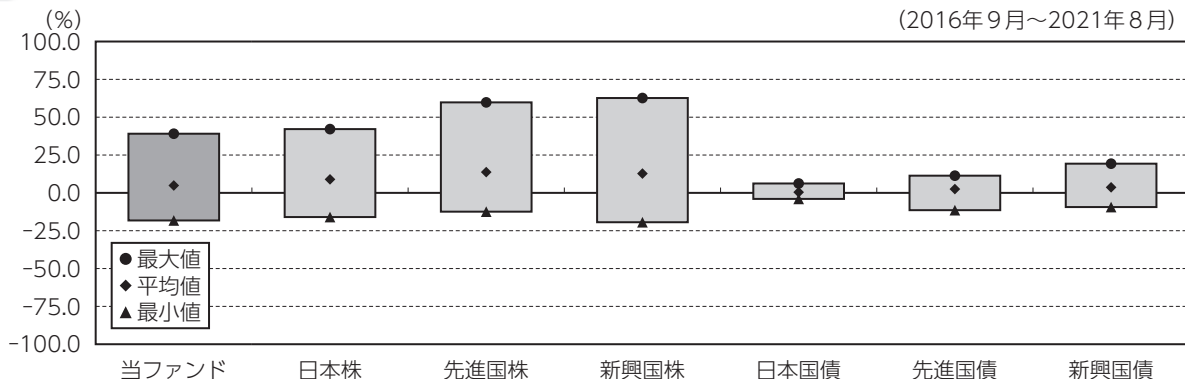 (%)
(2016年9月~2021年8月)
100.0
75.0
50.0
25.0
0.0
-25.0
-50.0
-75.0
-100.0
●最大値
◆平均値
▲最小値
当ファンド 日本株 先進国株 新興国株 日本国債 先進国債 新興国債